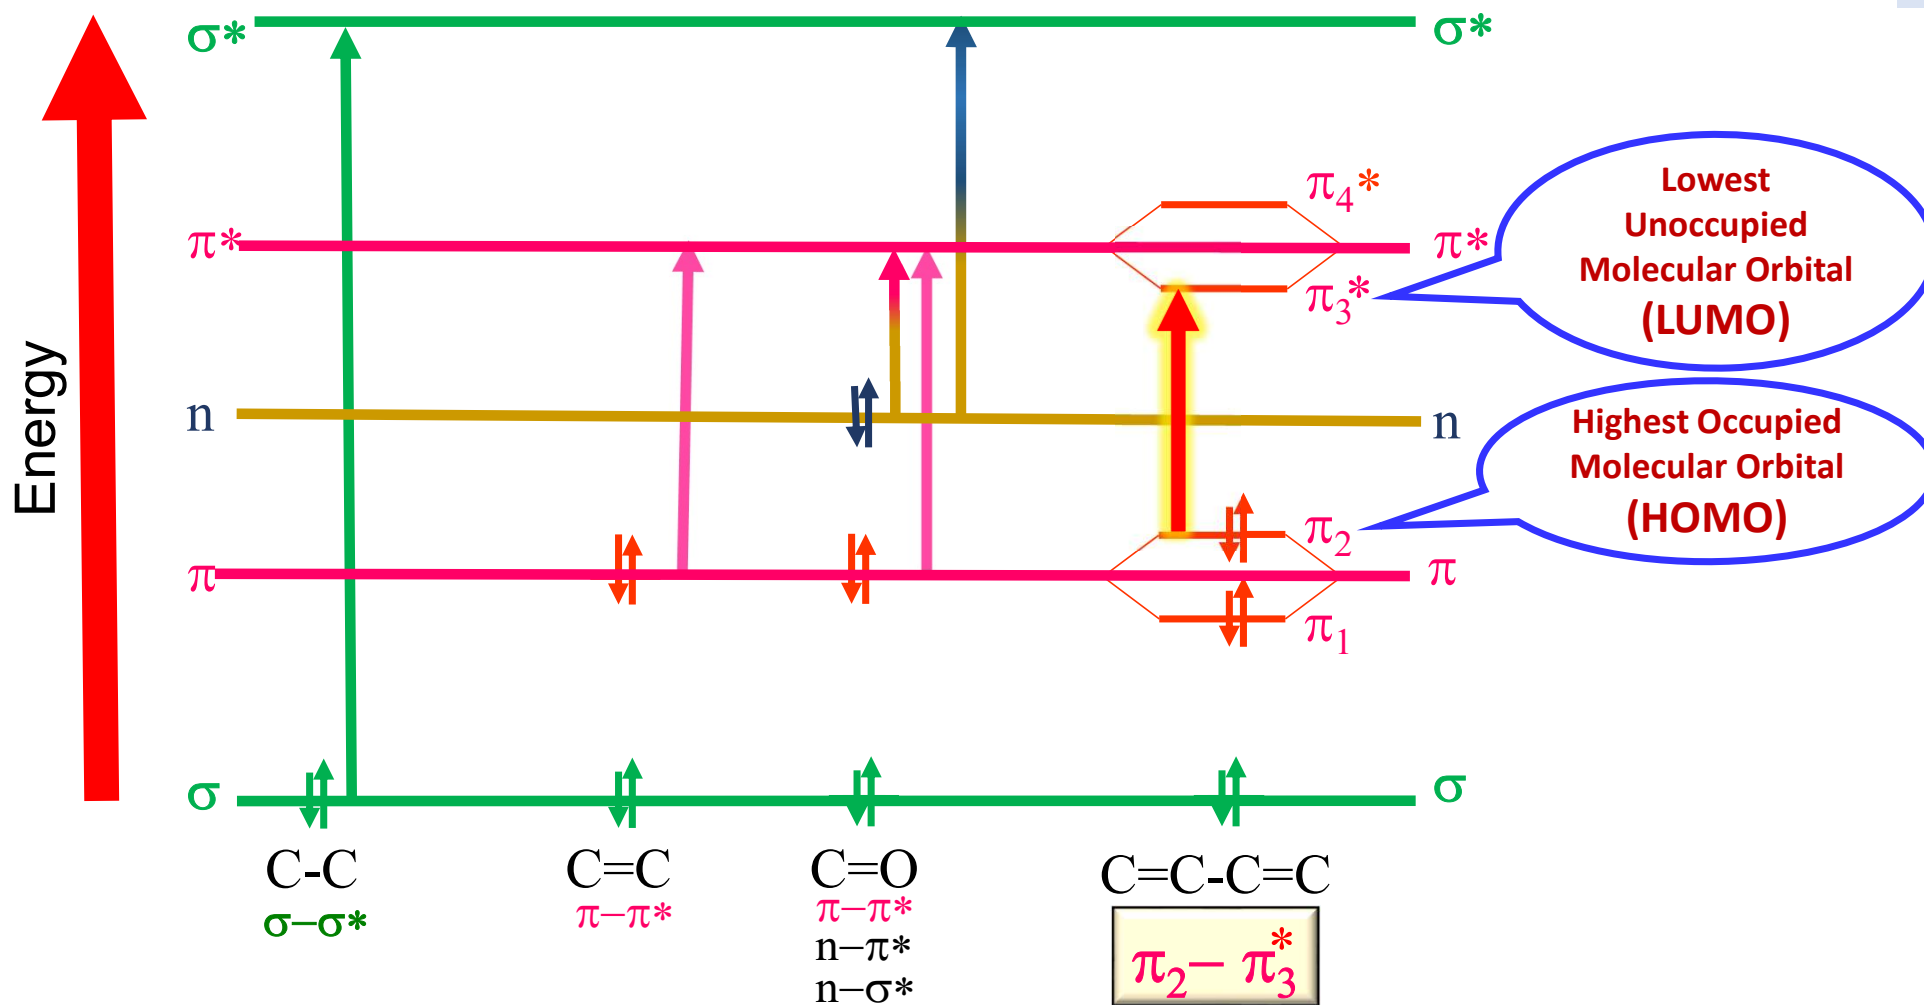 σ*
σ*
π₄*
π*
π*
π₃*
Lowest
Unoccupied
Molecular Orbital
(LUMO)
Energy
n
n
Highest Occupied
Molecular Orbital
(HOMO)
π₂
π
π
π₁
σ
σ
C-C
C=C
C=O
C=C-C=C
σ–σ*
π–π*
π–π*
n–π*
n–σ*
π₂– π₃*